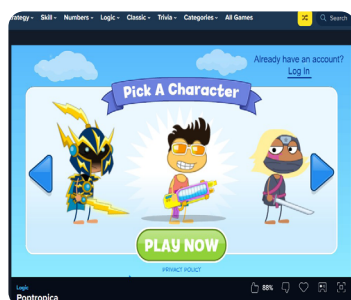 rategy Skill Numbers Logic Classic Trivia Categories All Games Search
Already have an account?
Log In
Pick A Character
PLAY NOW
PRIVACY POLICY
Logic
88%
Poptropica